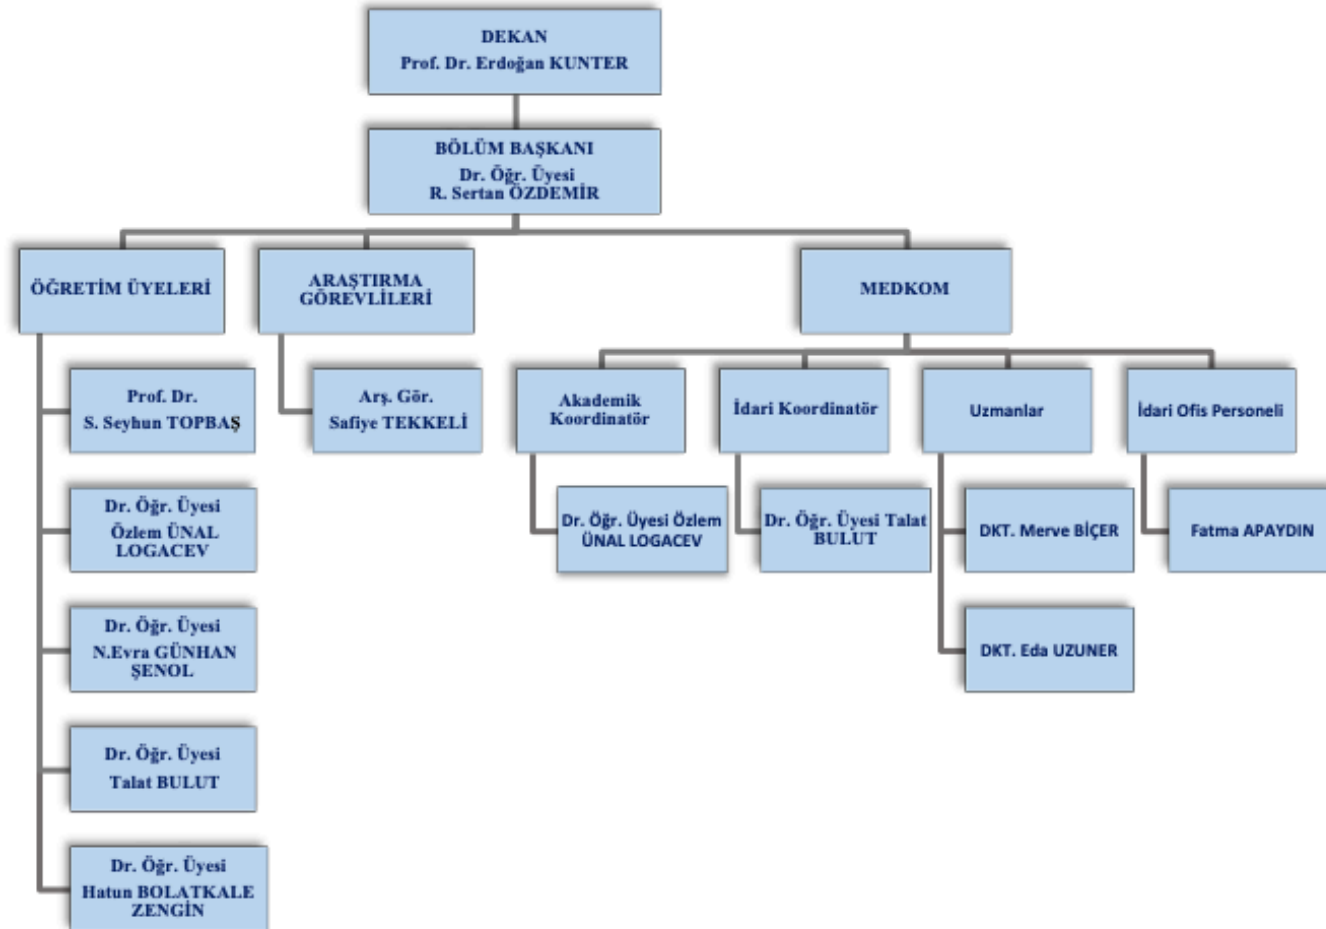 DEKAN
Prof. Dr. Erdoğan KUNTER
BÖLÜM BAŞKANI
Dr. Öğr. Üyesi
R. Sertan ÖZDEMİR
ÖĞRETİM ÜYELERİ
ARAŞTIRMA
GÖREVLİLERİ
MEDKOM
Prof. Dr.
S. Seyhun TOPBAŞ
Dr. Öğr. Üyesi
Özlem ÜNAL
LOGACEV
Dr. Öğr. Üyesi
N.Evra GÜNHAN
ŞENOL
Dr. Öğr. Üyesi
Talat BULUT
Dr. Öğr. Üyesi
Hatun BOLATKALE
ZENGİN
Arş. Gör.
Safiye TEKKELİ
Akademik
Koordinatör
Dr. Öğr. Üyesi Özlem
ÜNAL LOGACEV
İdari Koordinatör
Dr. Öğr. Üyesi Talat
BULUT
Uzmanlar
DKT. Merve BİÇER
DKT. Eda UZUNER
İdari Ofis Personeli
Fatma APAYDIN